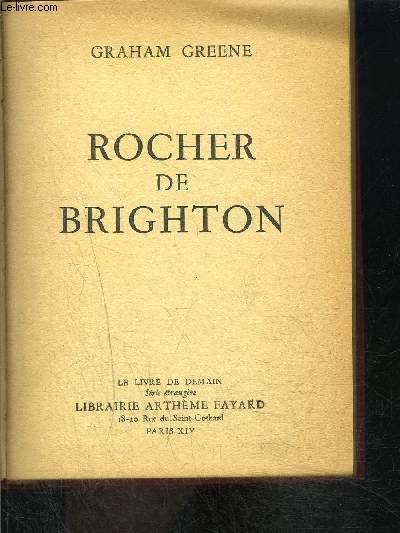 Le-livre.com
GRAHAM GREENE
ROCHER
DE
BRIGHTON
LE LIVRE DE DEMAIN
Série étrangère
LIBRAIRIE ARTHÈME FAYARD
18-20 Rue du Saint-Gothard
PARIS XIV